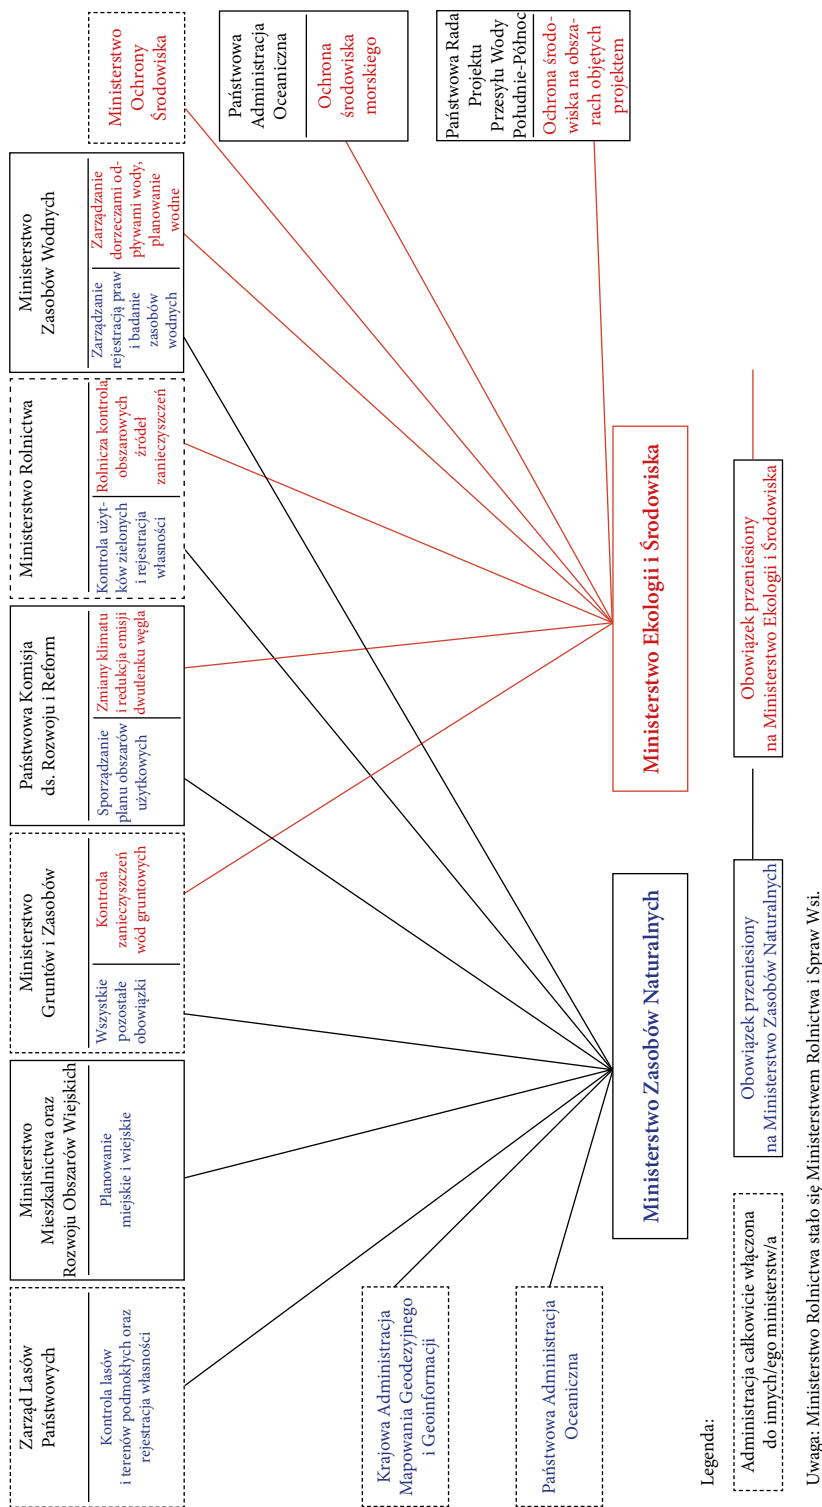 Zarząd Lasów
Państwowych
Kontrola lasów
i terenów podmokłych oraz
rejestracja własności
Ministerstwo
Mieszkalnictwa oraz
Rozwoju Obszarów Wiejskich
Planowanie
miejskie i wiejskie
Ministerstwo
Gruntów i Zasobów
Wszystkie
pozostałe
obowiązki
Kontrola
zanieczyszczeń
wód gruntowych
Państwowa Komisja
ds. Rozwoju i Reform
Sporządzanie
planu obszarów
użytkowych
Zmiany klimatu
i redukcja emisji
dwutlenku węgla
Ministerstwo Rolnictwa
Kontrola użyt-
ków zielonych
i rejestracja
własności
Rolnicza kontrola
obszarowych
źródeł
zanieczyszczeń
Ministerstwo
Zasobów Wodnych
Zarządzanie
rejestracją praw
i badanie
zasobów
wodnych
Zarządzanie
dorzeczami od-
pływami wody,
planowanie
wodne
Ministerstwo
Ochrony
Środowiska
Państwowa
Administracja
Oceaniczna
Ochrona
środowiska
morskiego
Państwowa Rada
Projektu
Przesyłu Wody
Południe-Północ
Ochrona środo-
wiska na obsza-
rach objętych
projektem
Krajowa Administracja
Mapowania Geodezyjnego
i Geoinformacji
Państwowa Administracja
Oceaniczna
Ministerstwo Zasobów Naturalnych
Ministerstwo Ekologii i Środowiska
Legenda:
Administracja całkowicie włączona
do innych/ego ministerstw/a
Obowiązek przeniesiony
na Ministerstwo Zasobów Naturalnych
Obowiązek przeniesiony
na Ministerstwo Ekologii i Środowiska
Uwaga: Ministerstwo Rolnictwa stało się Ministerstwem Rolnictwa i Spraw Wsi.